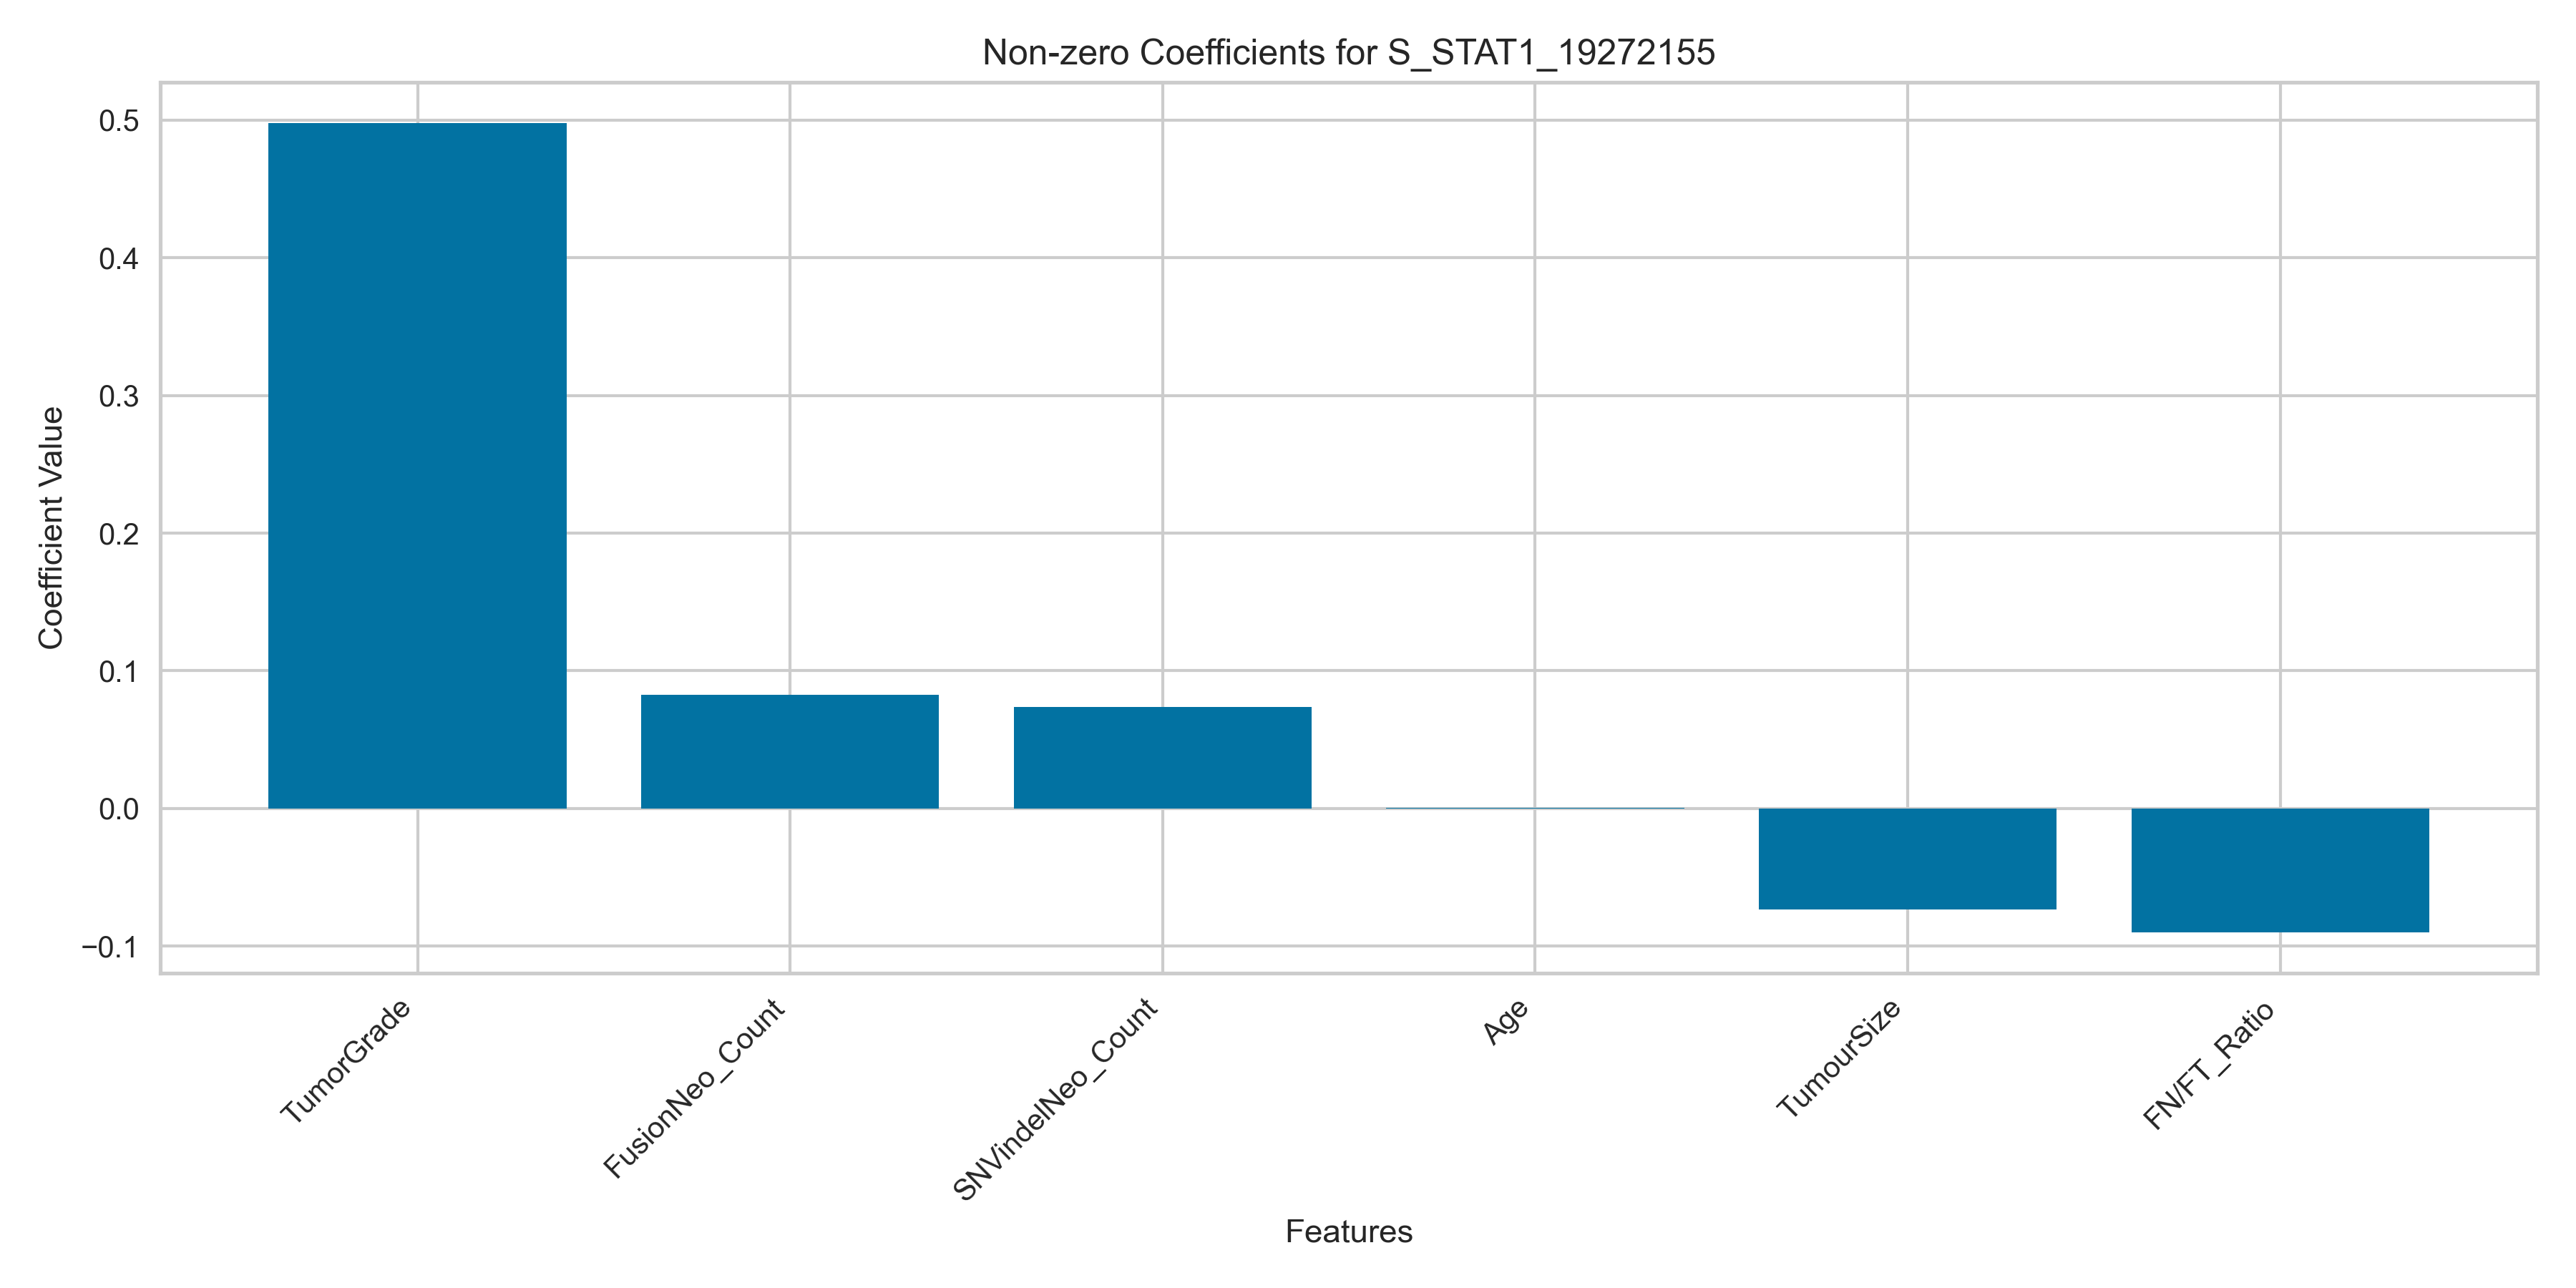 Non-zero Coefficients for S_STAT1_19272155
Coefficient Value
0.5
0.4
0.3
0.2
0.1
0.0
−0.1
TumorGrade
FusionNeo_Count
SNVindelNeo_Count
Age
TumourSize
FN/FT_Ratio
Features